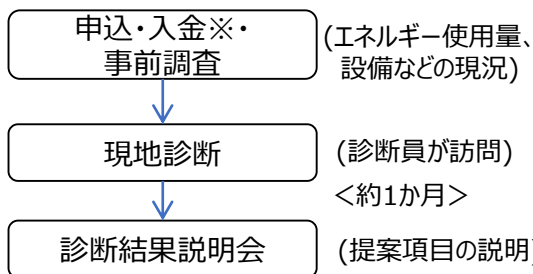 申込・入金※・
事前調査
(エネルギー使用量、
設備などの現況)
現地診断
(診断員が訪問)
<約1か月>
診断結果説明会
(提案項目の説明)